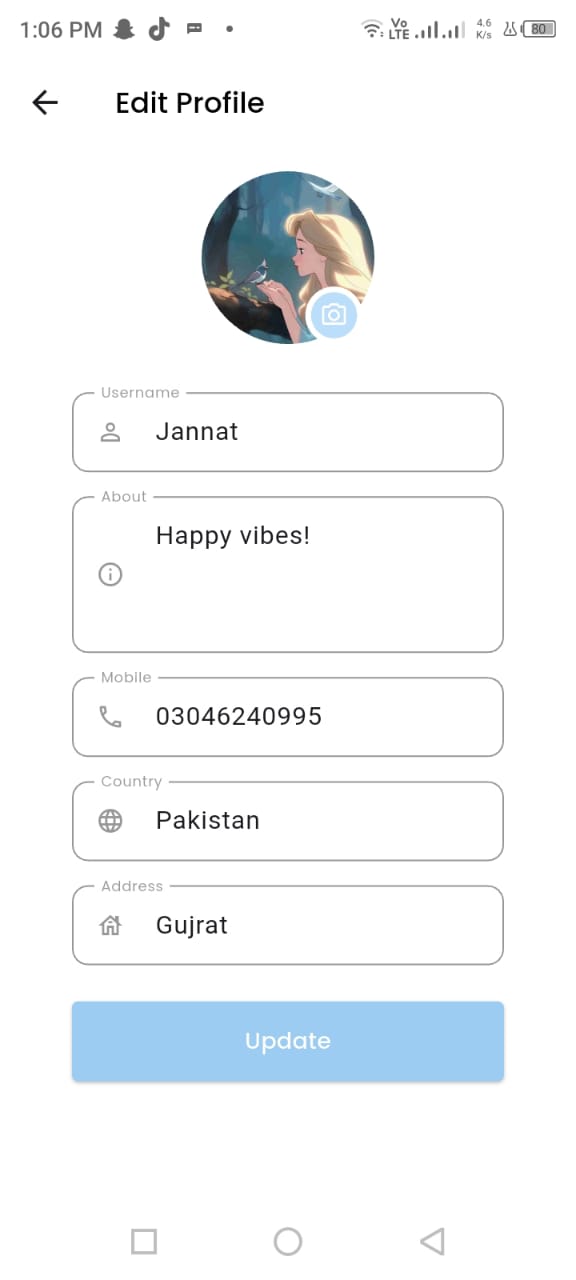 1:06 PM
Vo LTE
4.6 K/s
80
Edit Profile
Username
Jannat
About
Happy vibes!
Mobile
03046240995
Country
Pakistan
Address
Gujrat
Update